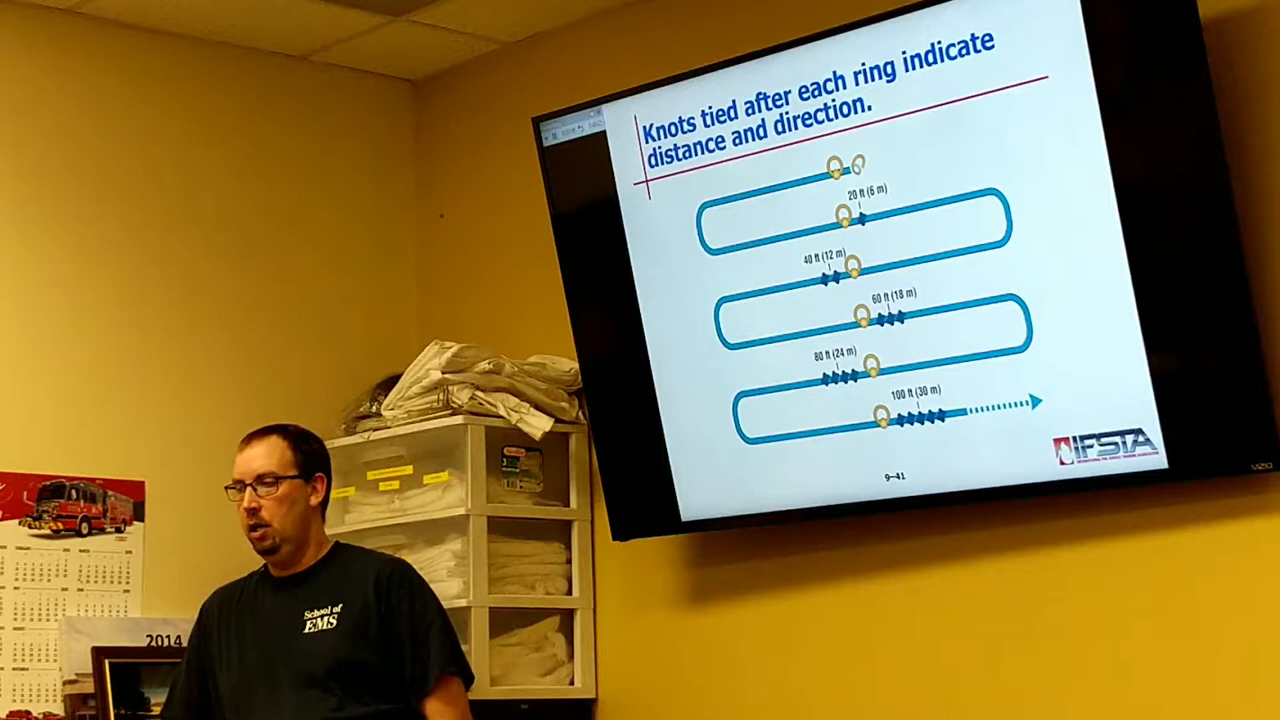 Knots tied after each ring indicate
distance and direction.
20 ft (6 m)
40 ft (12 m)
60 ft (18 m)
80 ft (24 m)
100 ft (30 m)
IFSTA
9-41
VIZIO
School of
EMS
2014